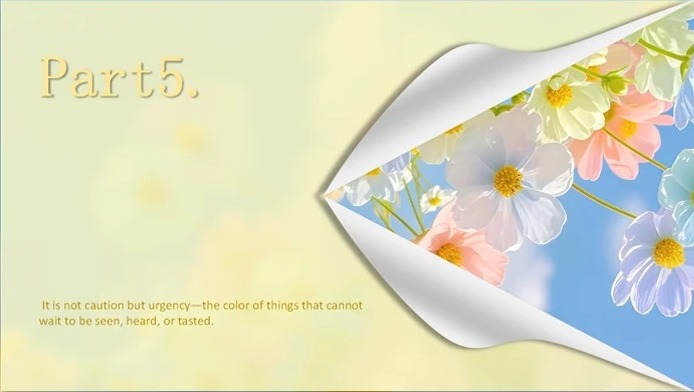 Part5.
It is not caution but urgency—the color of things that cannot
wait to be seen, heard, or tasted.